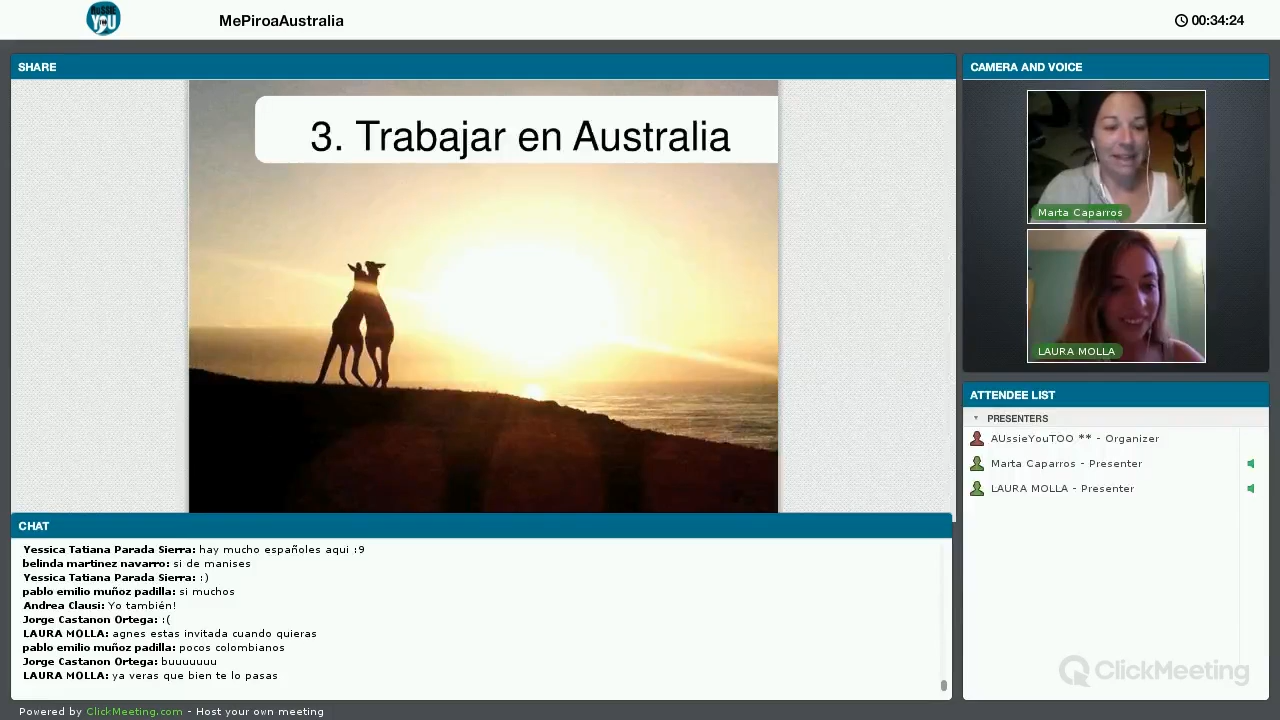 AUSSIE
YOU
TOO
MePiroaAustralia
00:34:24
SHARE
3. Trabajar en Australia
CAMERA AND VOICE
Marta Caparros
LAURA MOLLA
ATTENDEE LIST
PRESENTERS
AUssieYouTOO ** - Organizer
Marta Caparros - Presenter
LAURA MOLLA - Presenter
CHAT
Yessica Tatiana Parada Sierra: hay mucho españoles aqui :9
belinda martinez navarro: si de manises
Yessica Tatiana Parada Sierra: :)
pablo emilio muñoz padilla: si muchos
Andrea Clausi: Yo también!
Jorge Castanon Ortega: :(
LAURA MOLLA: agnes estas invitada cuando quieras
pablo emilio muñoz padilla: pocos colombianos
Jorge Castanon Ortega: buuuuuuu
LAURA MOLLA: ya veras que bien te lo pasas
ClickMeeting
Powered by ClickMeeting.com - Host your own meeting